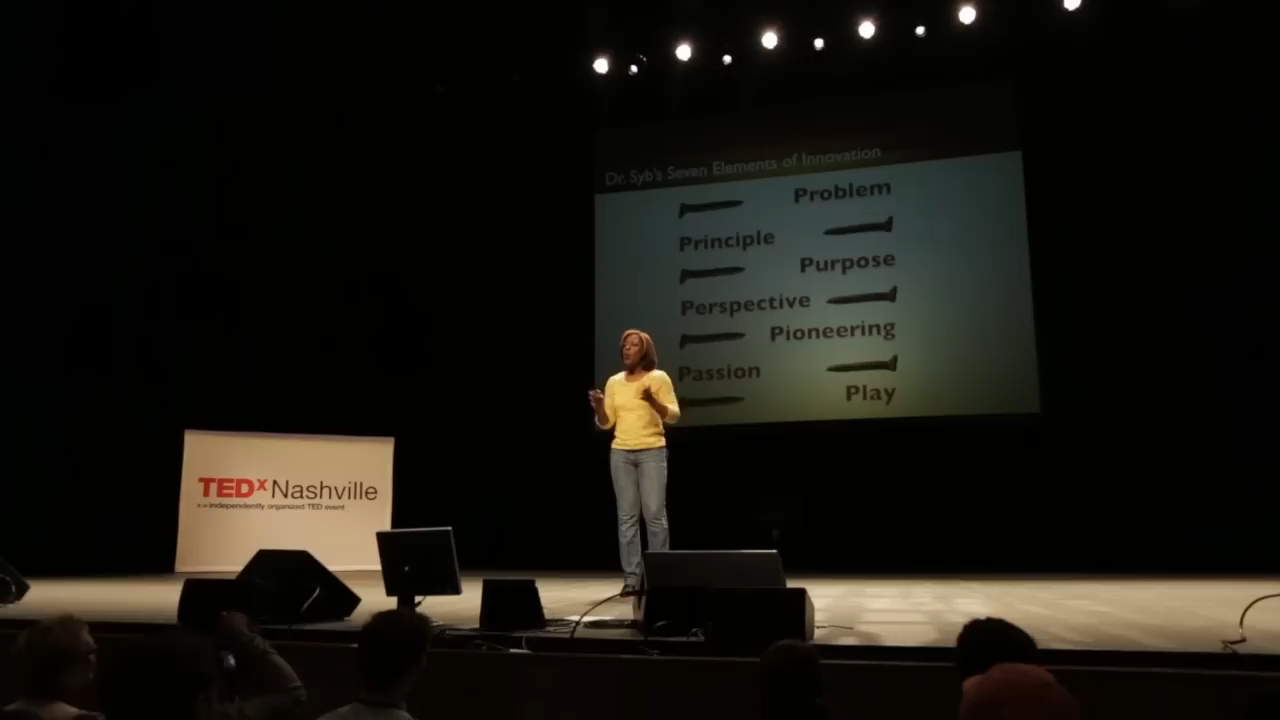 Dr. Syb's Seven Elements of Innovation
Problem
Principle
Purpose
Perspective
Pioneering
Passion
Play
TEDx Nashville
x = independently organized TED event